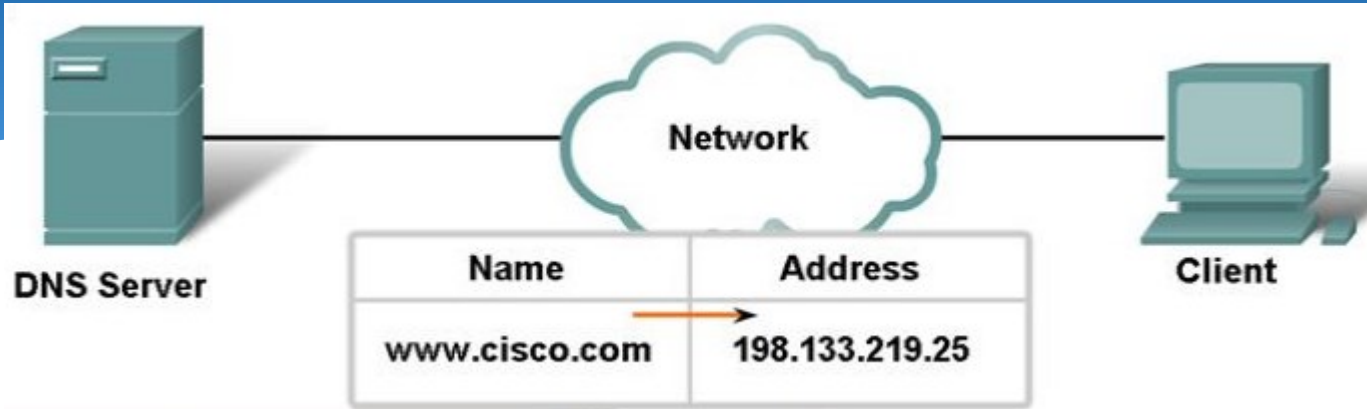 Network
DNS Server
Client
Name Address
www.cisco.com 198.133.219.25